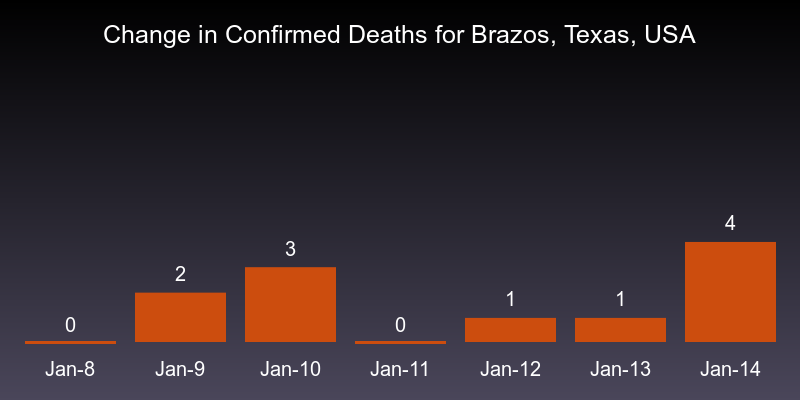 Change in Confirmed Deaths for Brazos, Texas, USA
4
3
2
1
1
0
0
Jan-8
Jan-9
Jan-10
Jan-11
Jan-12
Jan-13
Jan-14